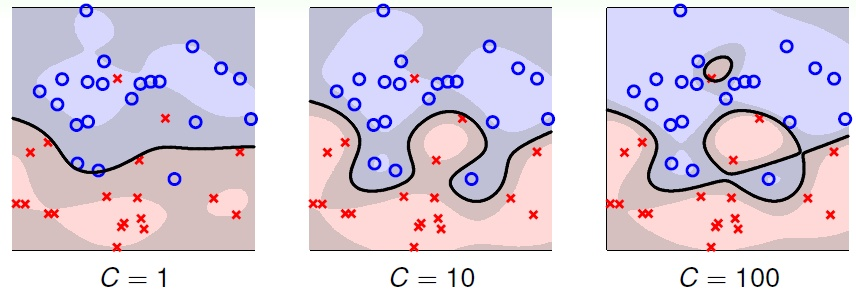 C = 1
C = 10
C = 100